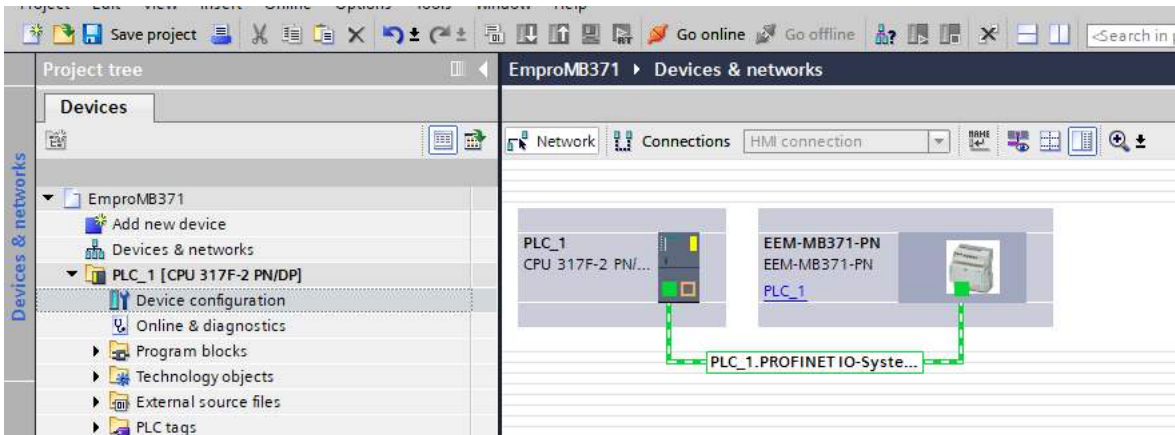 Save project Go online Go offline <Search in
Project tree
EmproMB371 ▸ Devices & networks
Devices
Network Connections HMI connection
Devices & networks
EmproMB371
Add new device
Devices & networks
PLC_1 [CPU 317F-2 PN/DP]
Device configuration
Online & diagnostics
Program blocks
Technology objects
External source files
PLC tags
PLC_1
CPU 317F-2 PN/...
EEM-MB371-PN
EEM-MB371-PN
PLC_1
PLC_1.PROFINET IO-Syste...